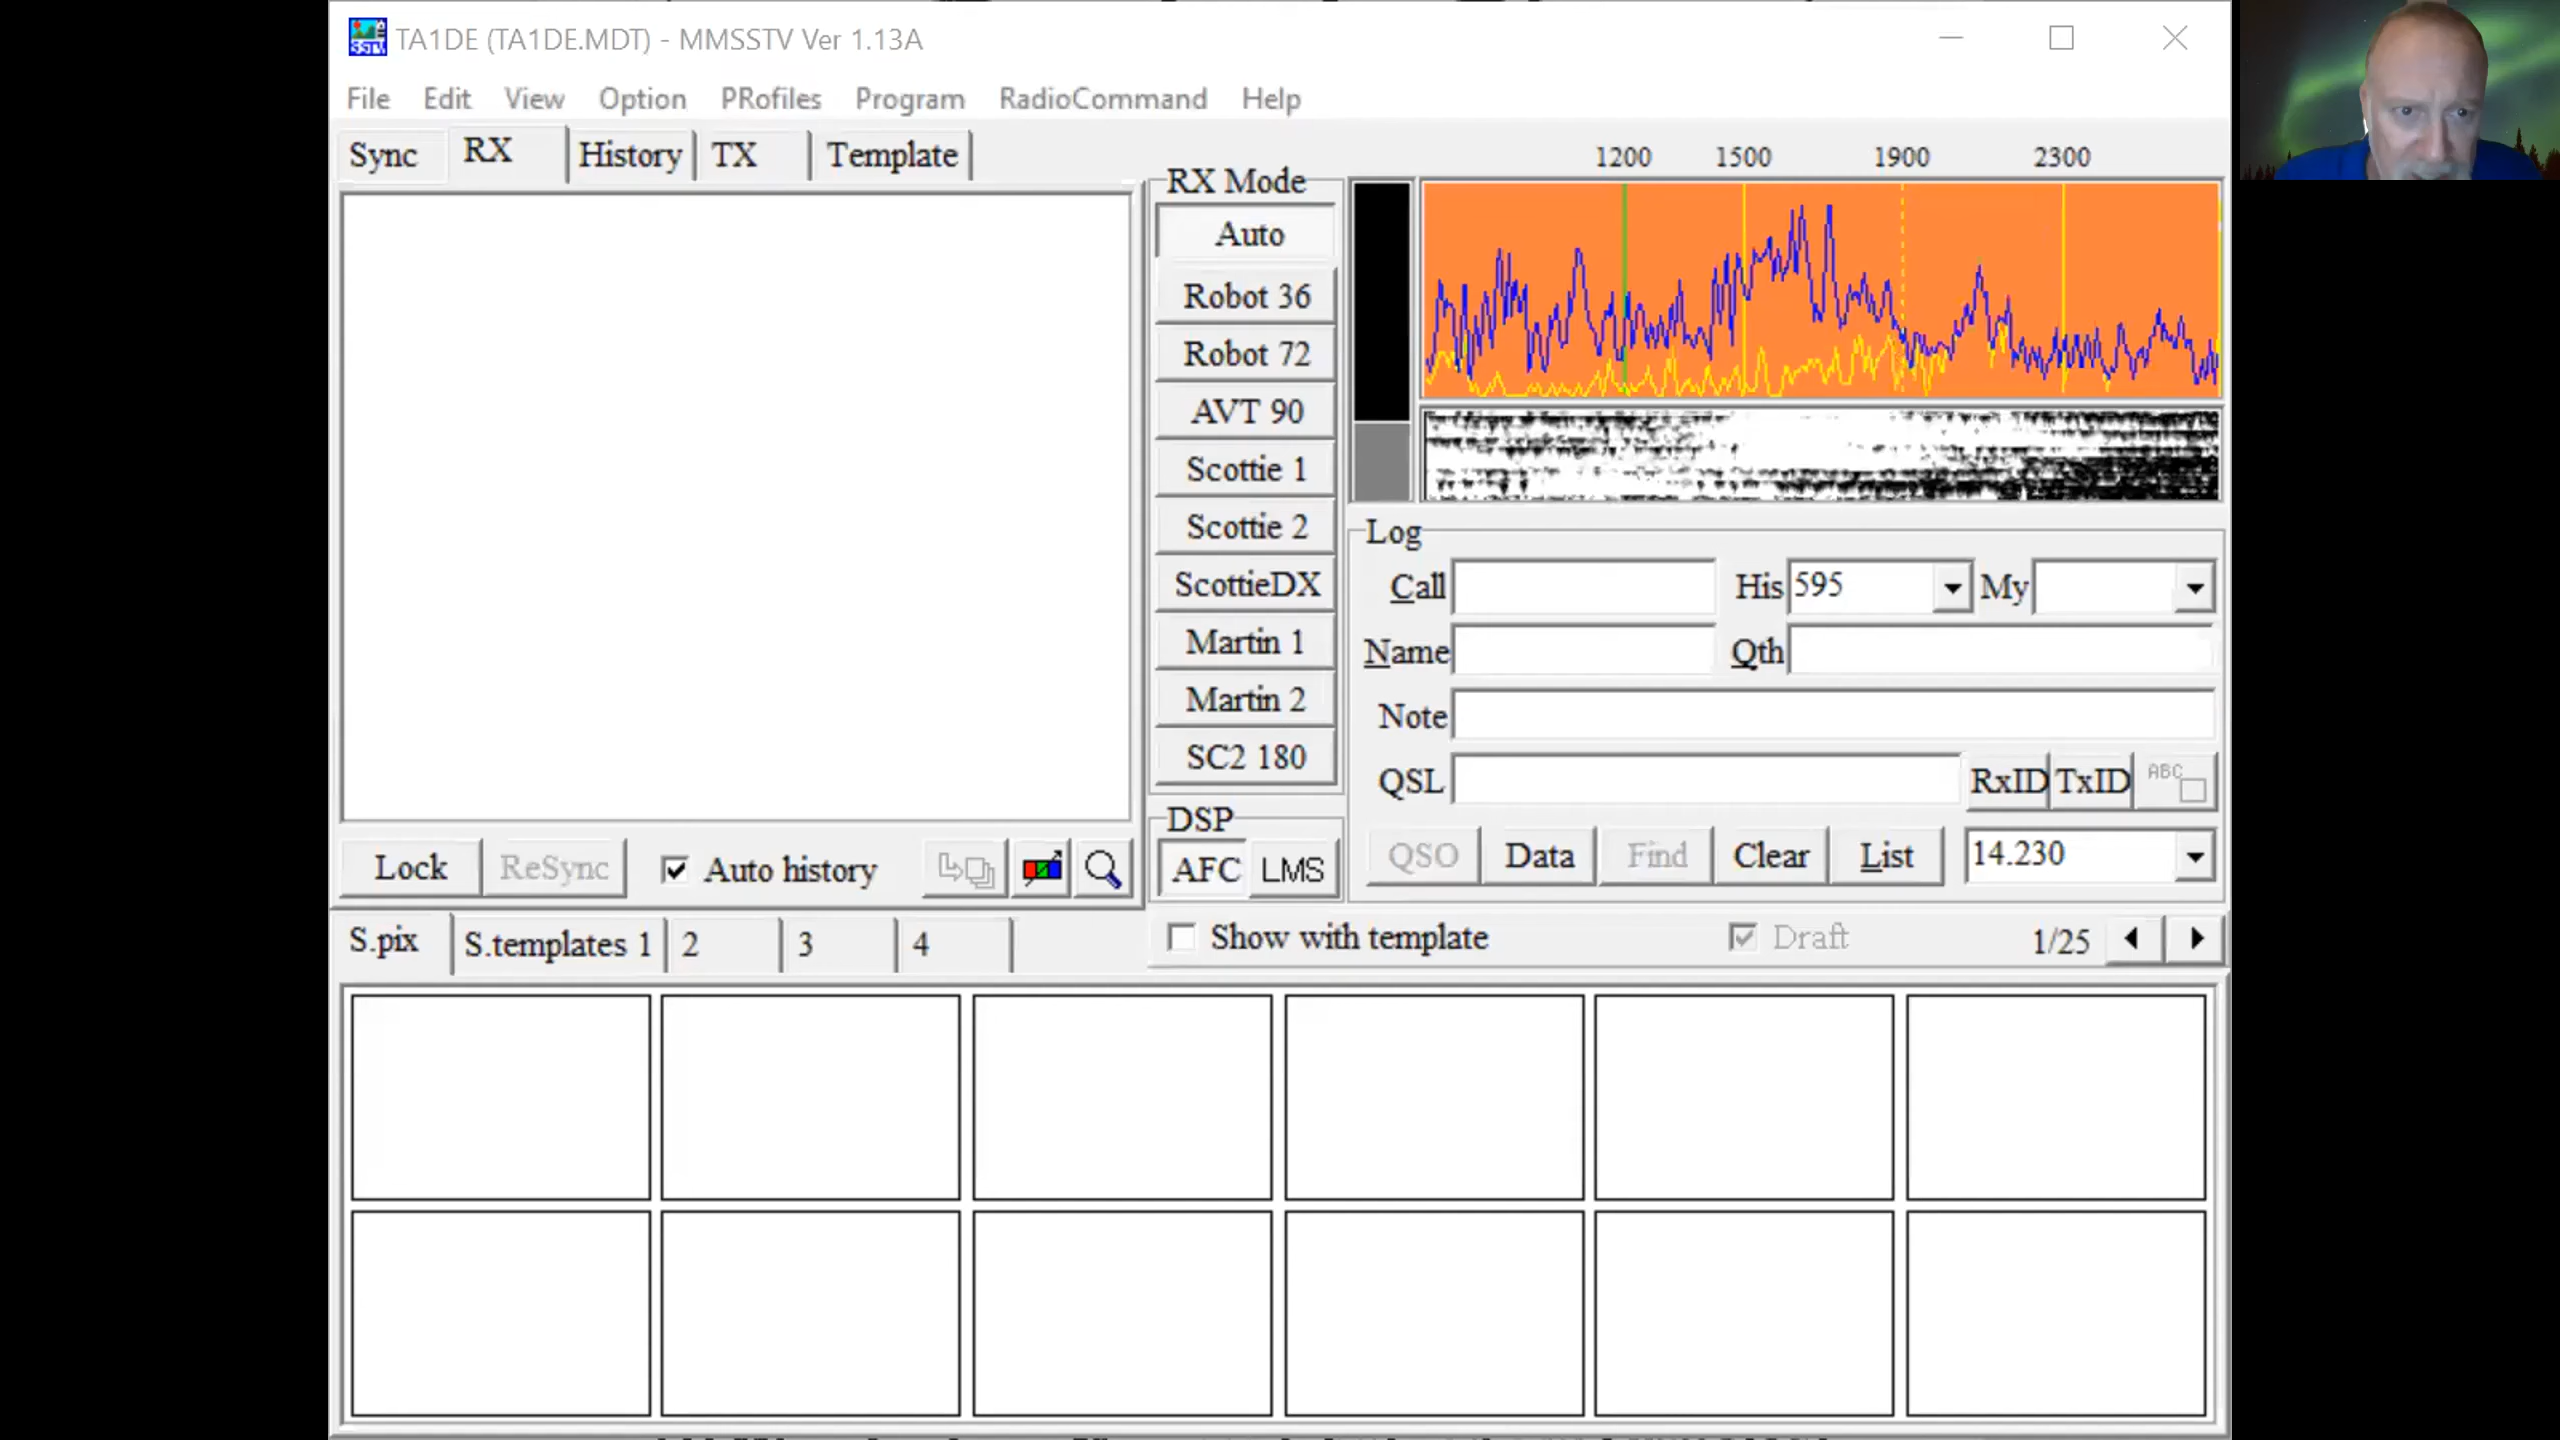 TA1DE (TA1DE.MDT) - MMSSTV Ver 1.13A
File Edit View Option PRofiles Program RadioCommand Help
Sync RX History TX Template
RX Mode
Auto
Robot 36
Robot 72
AVT 90
Scottie 1
Scottie 2
ScottieDX
Martin 1
Martin 2
SC2 180
DSP
AFC LMS
1200 1500 1900 2300
Log
Call His 595 My
Name Qth
Note
QSL RxID TxID ABC
QSO Data Find Clear List 14.230
Lock ReSync Auto history
S.pix S.templates 1 2 3 4
Show with template Draft 1/25